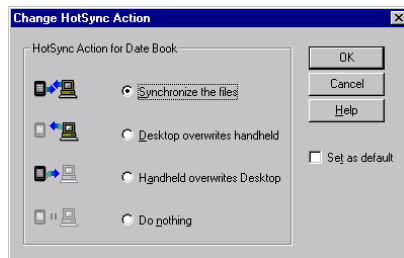 Change HotSync Action
HotSync Action for Date Book
Synchronize the files
Desktop overwrites handheld
Handheld overwrites Desktop
Do nothing
OK
Cancel
Help
Set as default